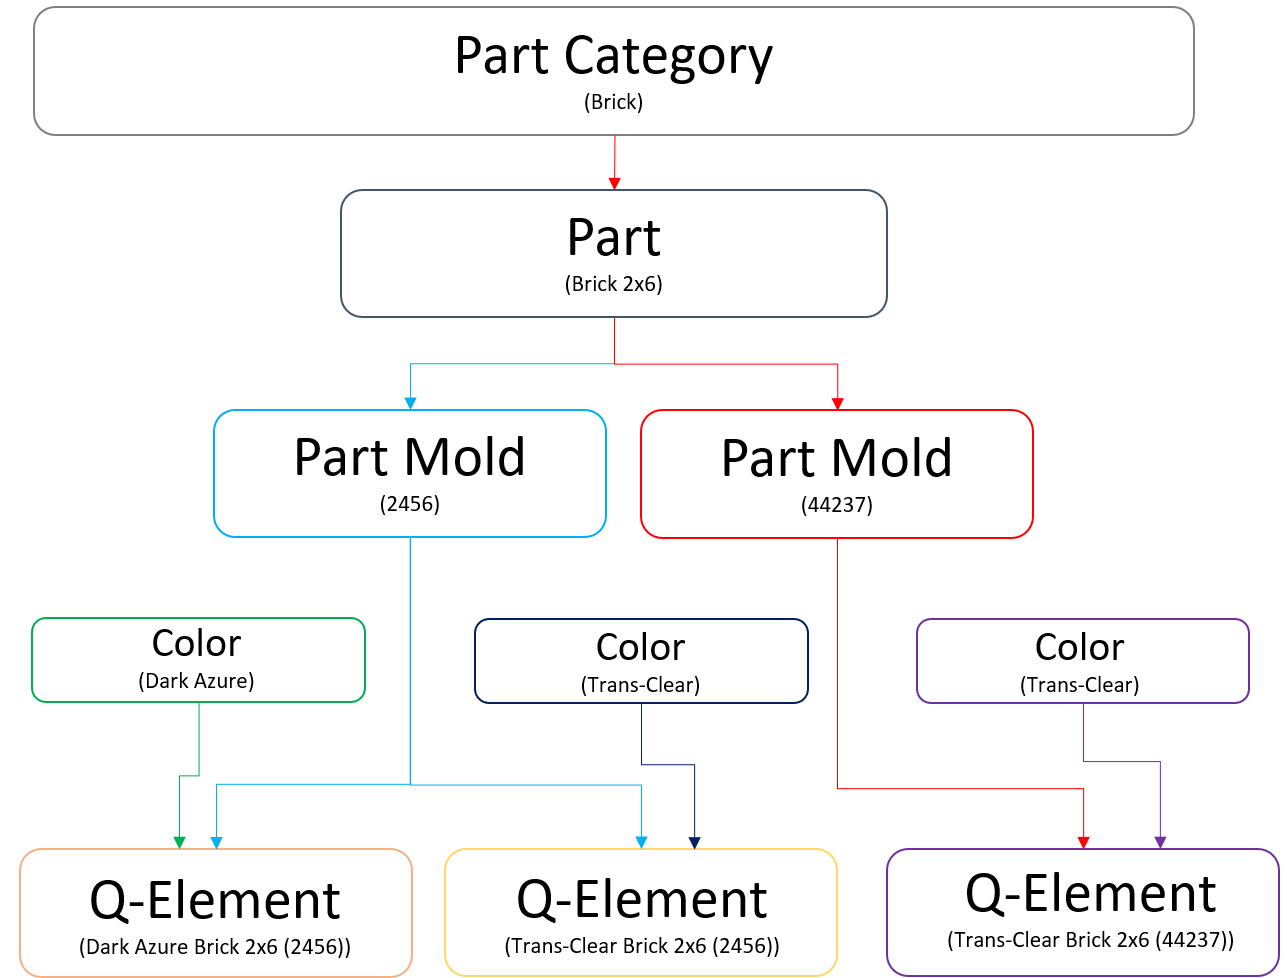 Part Category
(Brick)
Part
(Brick 2x6)
Part Mold
(2456)
Part Mold
(44237)
Color
(Dark Azure)
Color
(Trans-Clear)
Color
(Trans-Clear)
Q-Element
(Dark Azure Brick 2x6 (2456))
Q-Element
(Trans-Clear Brick 2x6 (2456))
Q-Element
(Trans-Clear Brick 2x6 (44237))